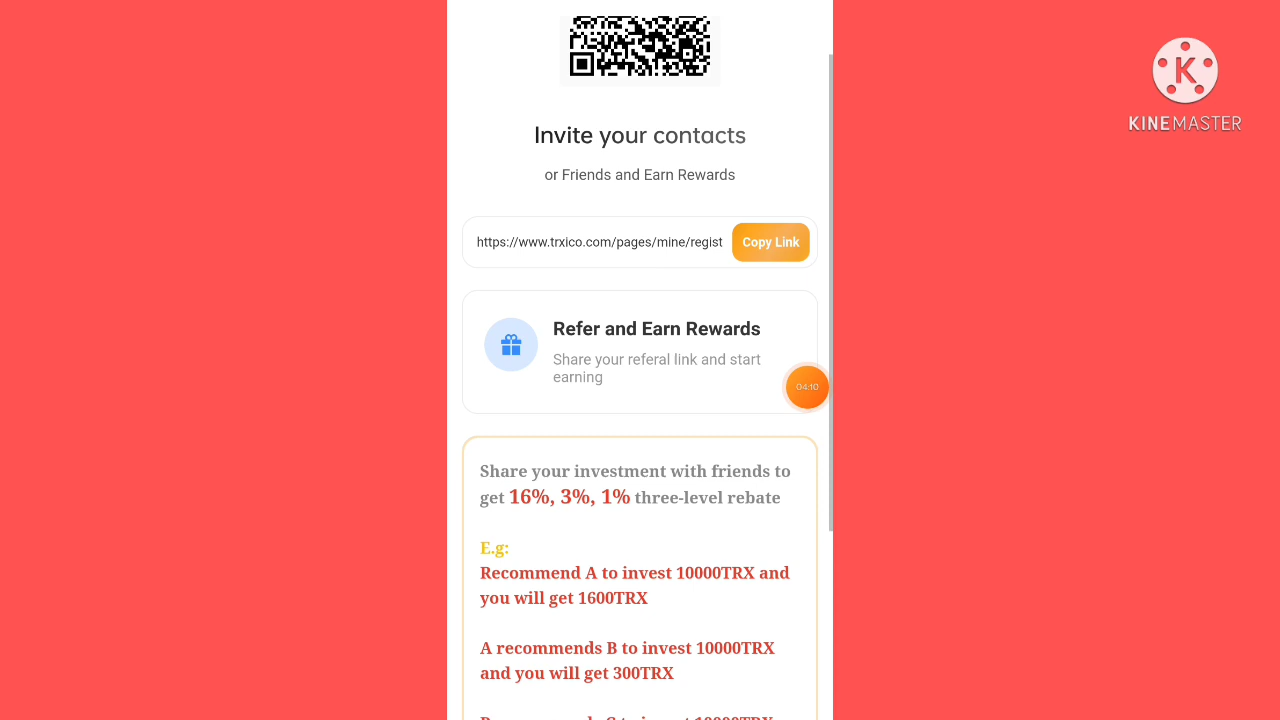 KINEMASTER
Invite your contacts
or Friends and Earn Rewards
https://www.trxico.com/pages/mine/regist
Copy Link
Refer and Earn Rewards
Share your referal link and start
earning
04:10
Share your investment with friends to
get 16%, 3%, 1% three-level rebate
E.g:
Recommend A to invest 10000TRX and
you will get 1600TRX
A recommends B to invest 10000TRX
and you will get 300TRX